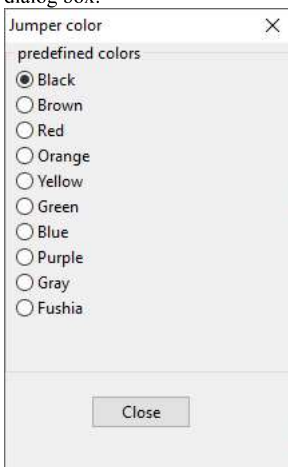 dialog box.
Jumper color
predefined colors
Black
Brown
Red
Orange
Yellow
Green
Blue
Purple
Gray
Fushia
Close